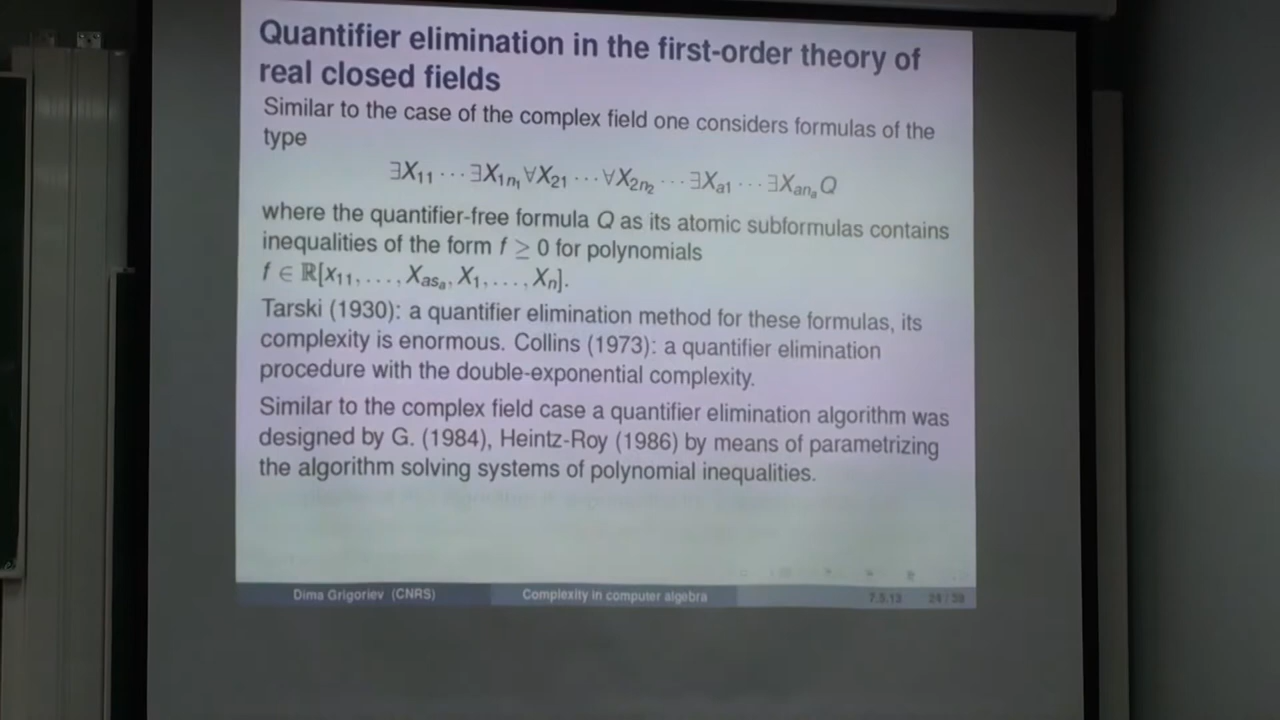 Quantifier elimination in the first-order theory of
real closed fields
Similar to the case of the complex field one considers formulas of the
type
∃X₁₁ ⋯ ∃X₁ₙ₁ ∀X₂₁ ⋯ ∀X₂ₙ₂ ⋯ ∃Xₐ₁ ⋯ ∃Xₐₙₐ Q
where the quantifier-free formula Q as its atomic subformulas contains
inequalities of the form f ≥ 0 for polynomials
f ∈ ℝ[x₁₁, . . . , Xₐₛₐ, X₁, . . . , Xₙ].
Tarski (1930): a quantifier elimination method for these formulas, its
complexity is enormous. Collins (1973): a quantifier elimination
procedure with the double-exponential complexity.
Similar to the complex field case a quantifier elimination algorithm was
designed by G. (1984), Heintz-Roy (1986) by means of parametrizing
the algorithm solving systems of polynomial inequalities.
Dima Grigoriev (CNRS) Complexity in computer algebra 24 / 39